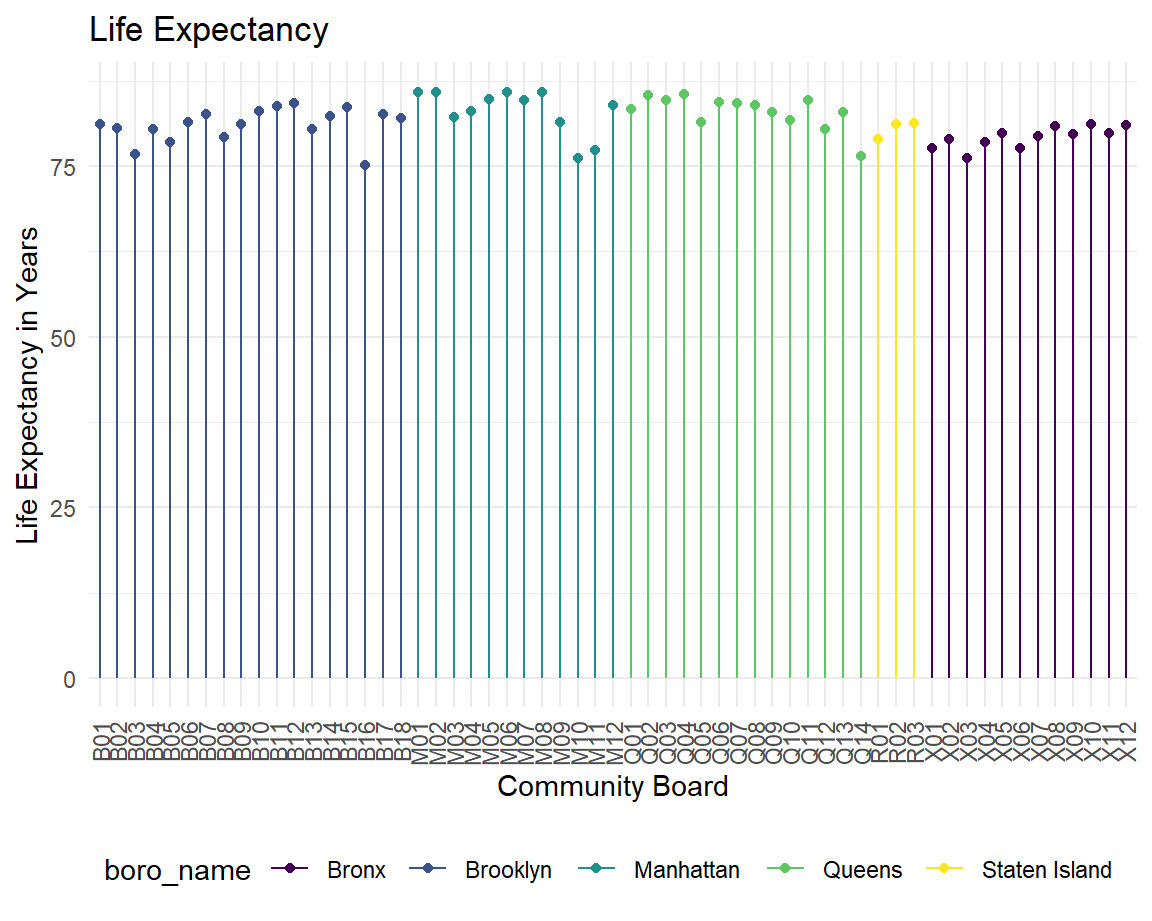 Life Expectancy
Life Expectancy in Years
75
50
25
0
B01 B02 B03 B04 B05 B06 B07 B08 B09 B10 B11 B12 B13 B14 B15 B16 B17 B18 M01 M02 M03 M04 M05 M06 M07 M08 M09 M10 M11 M12 Q01 Q02 Q03 Q04 Q05 Q06 Q07 Q08 Q09 Q10 Q11 Q12 Q13 Q14 R01 R02 R03 X01 X02 X03 X04 X05 X06 X07 X08 X09 X10 X11 X12
Community Board
boro_name Bronx Brooklyn Manhattan Queens Staten Island